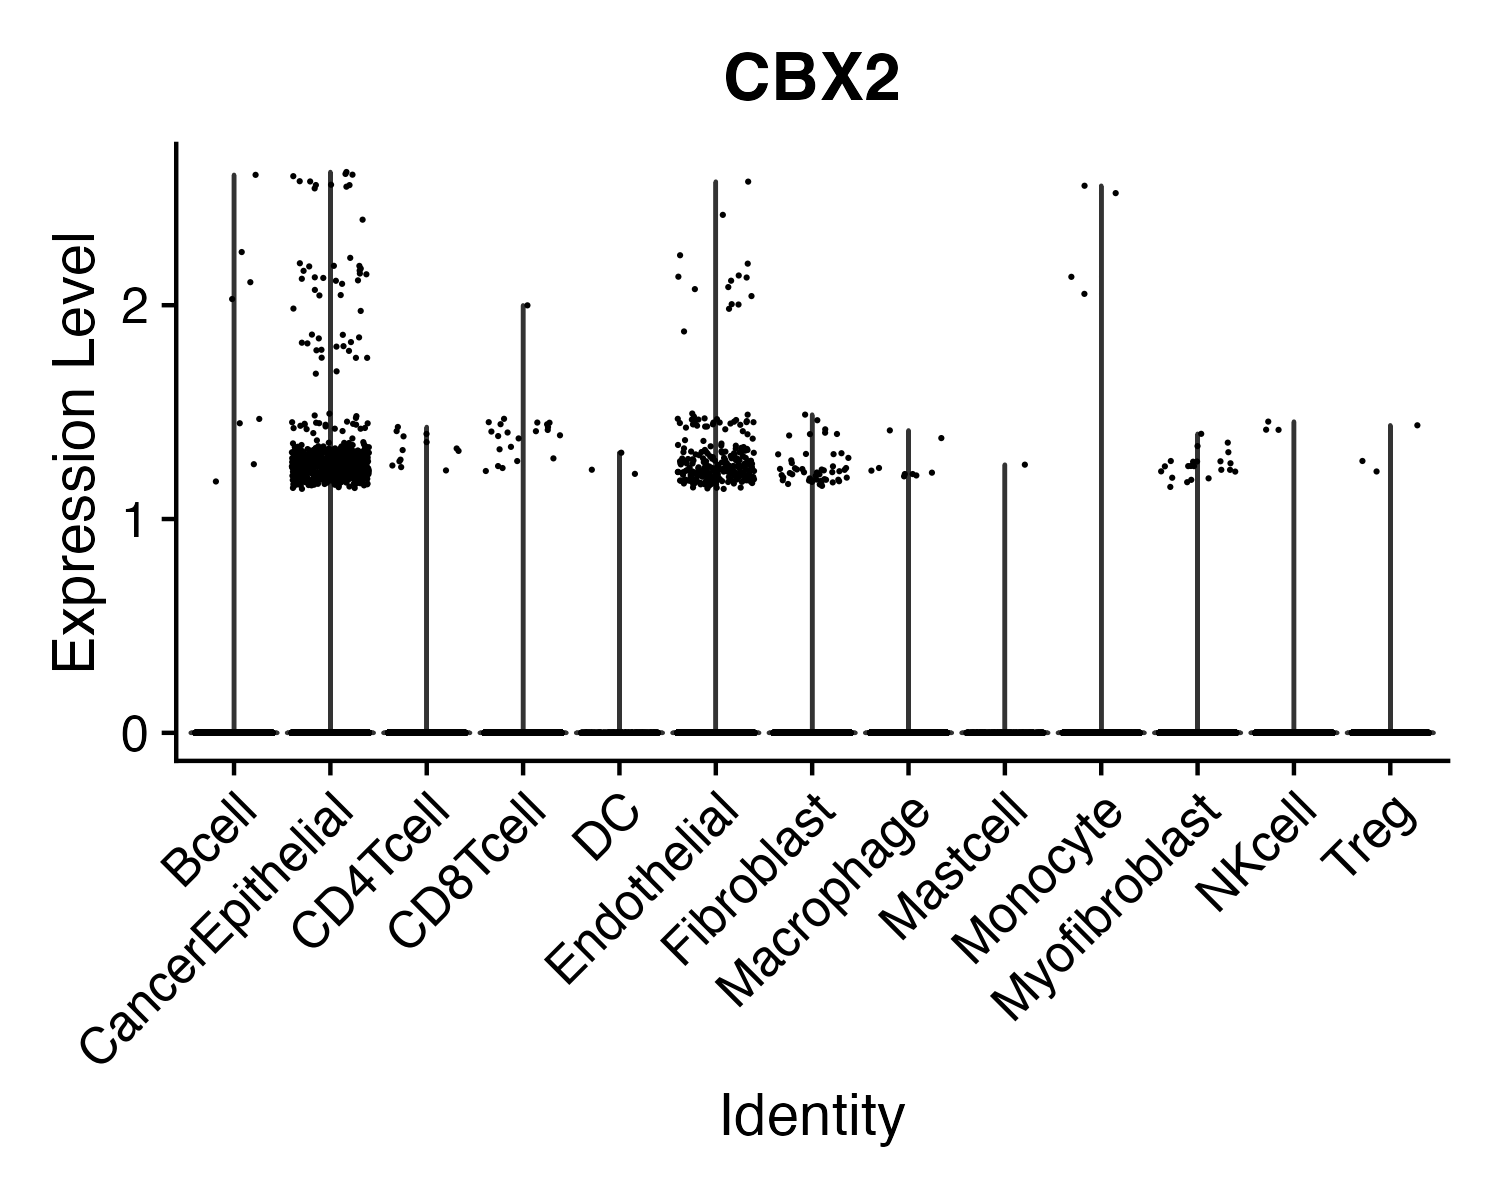 CBX2
Expression Level
2
1
0
Bcell
CancerEpithelial
CD4Tcell
CD8Tcell
DC
Endothelial
Fibroblast
Macrophage
Mastcell
Monocyte
Myofibroblast
NKcell
Treg
Identity